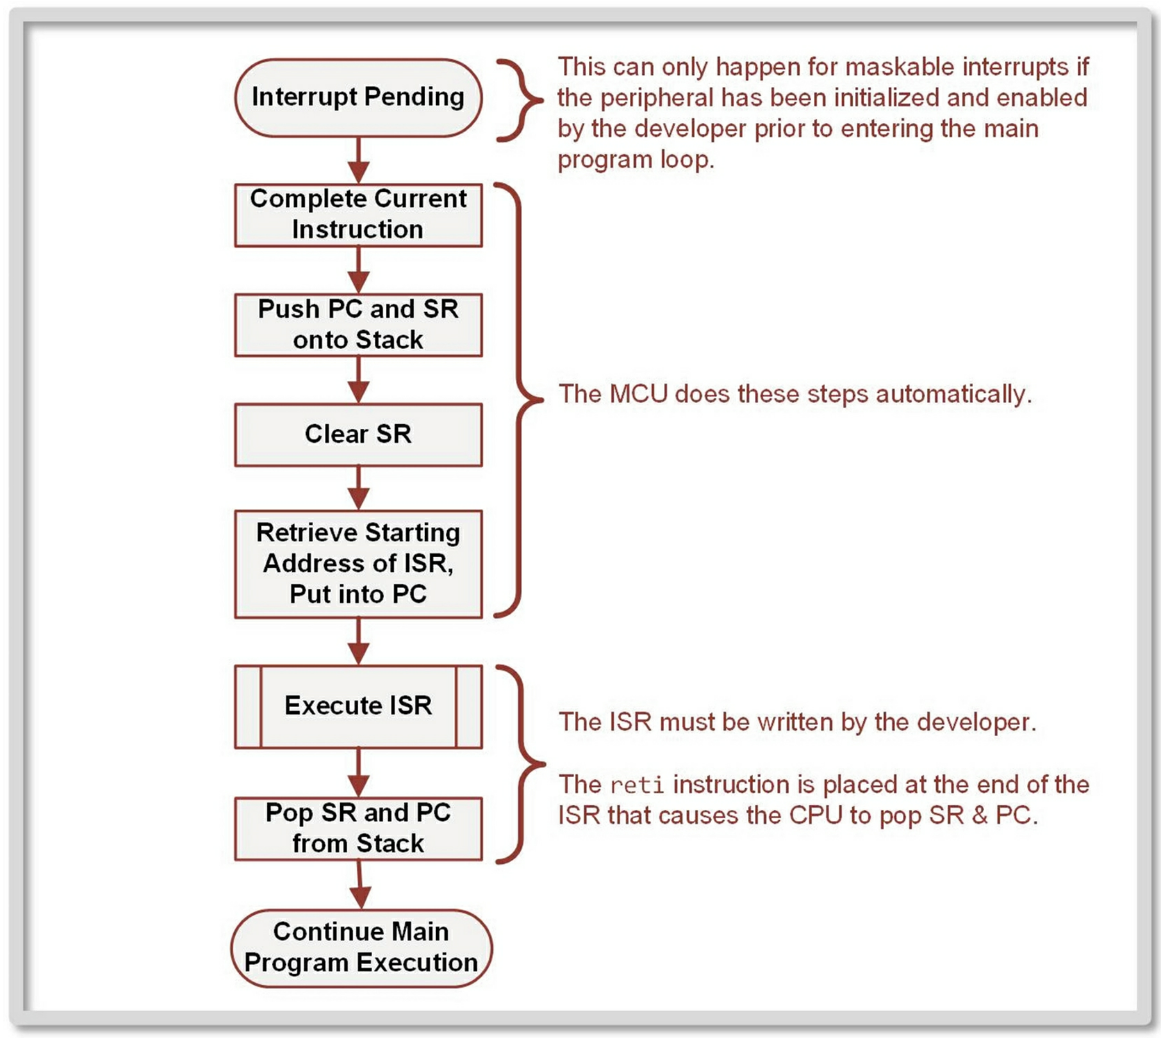 Interrupt Pending
This can only happen for maskable interrupts if
the peripheral has been initialized and enabled
by the developer prior to entering the main
program loop.
Complete Current
Instruction
Push PC and SR
onto Stack
Clear SR
Retrieve Starting
Address of ISR,
Put into PC
The MCU does these steps automatically.
Execute ISR
Pop SR and PC
from Stack
The ISR must be written by the developer.
The reti instruction is placed at the end of the
ISR that causes the CPU to pop SR & PC.
Continue Main
Program Execution